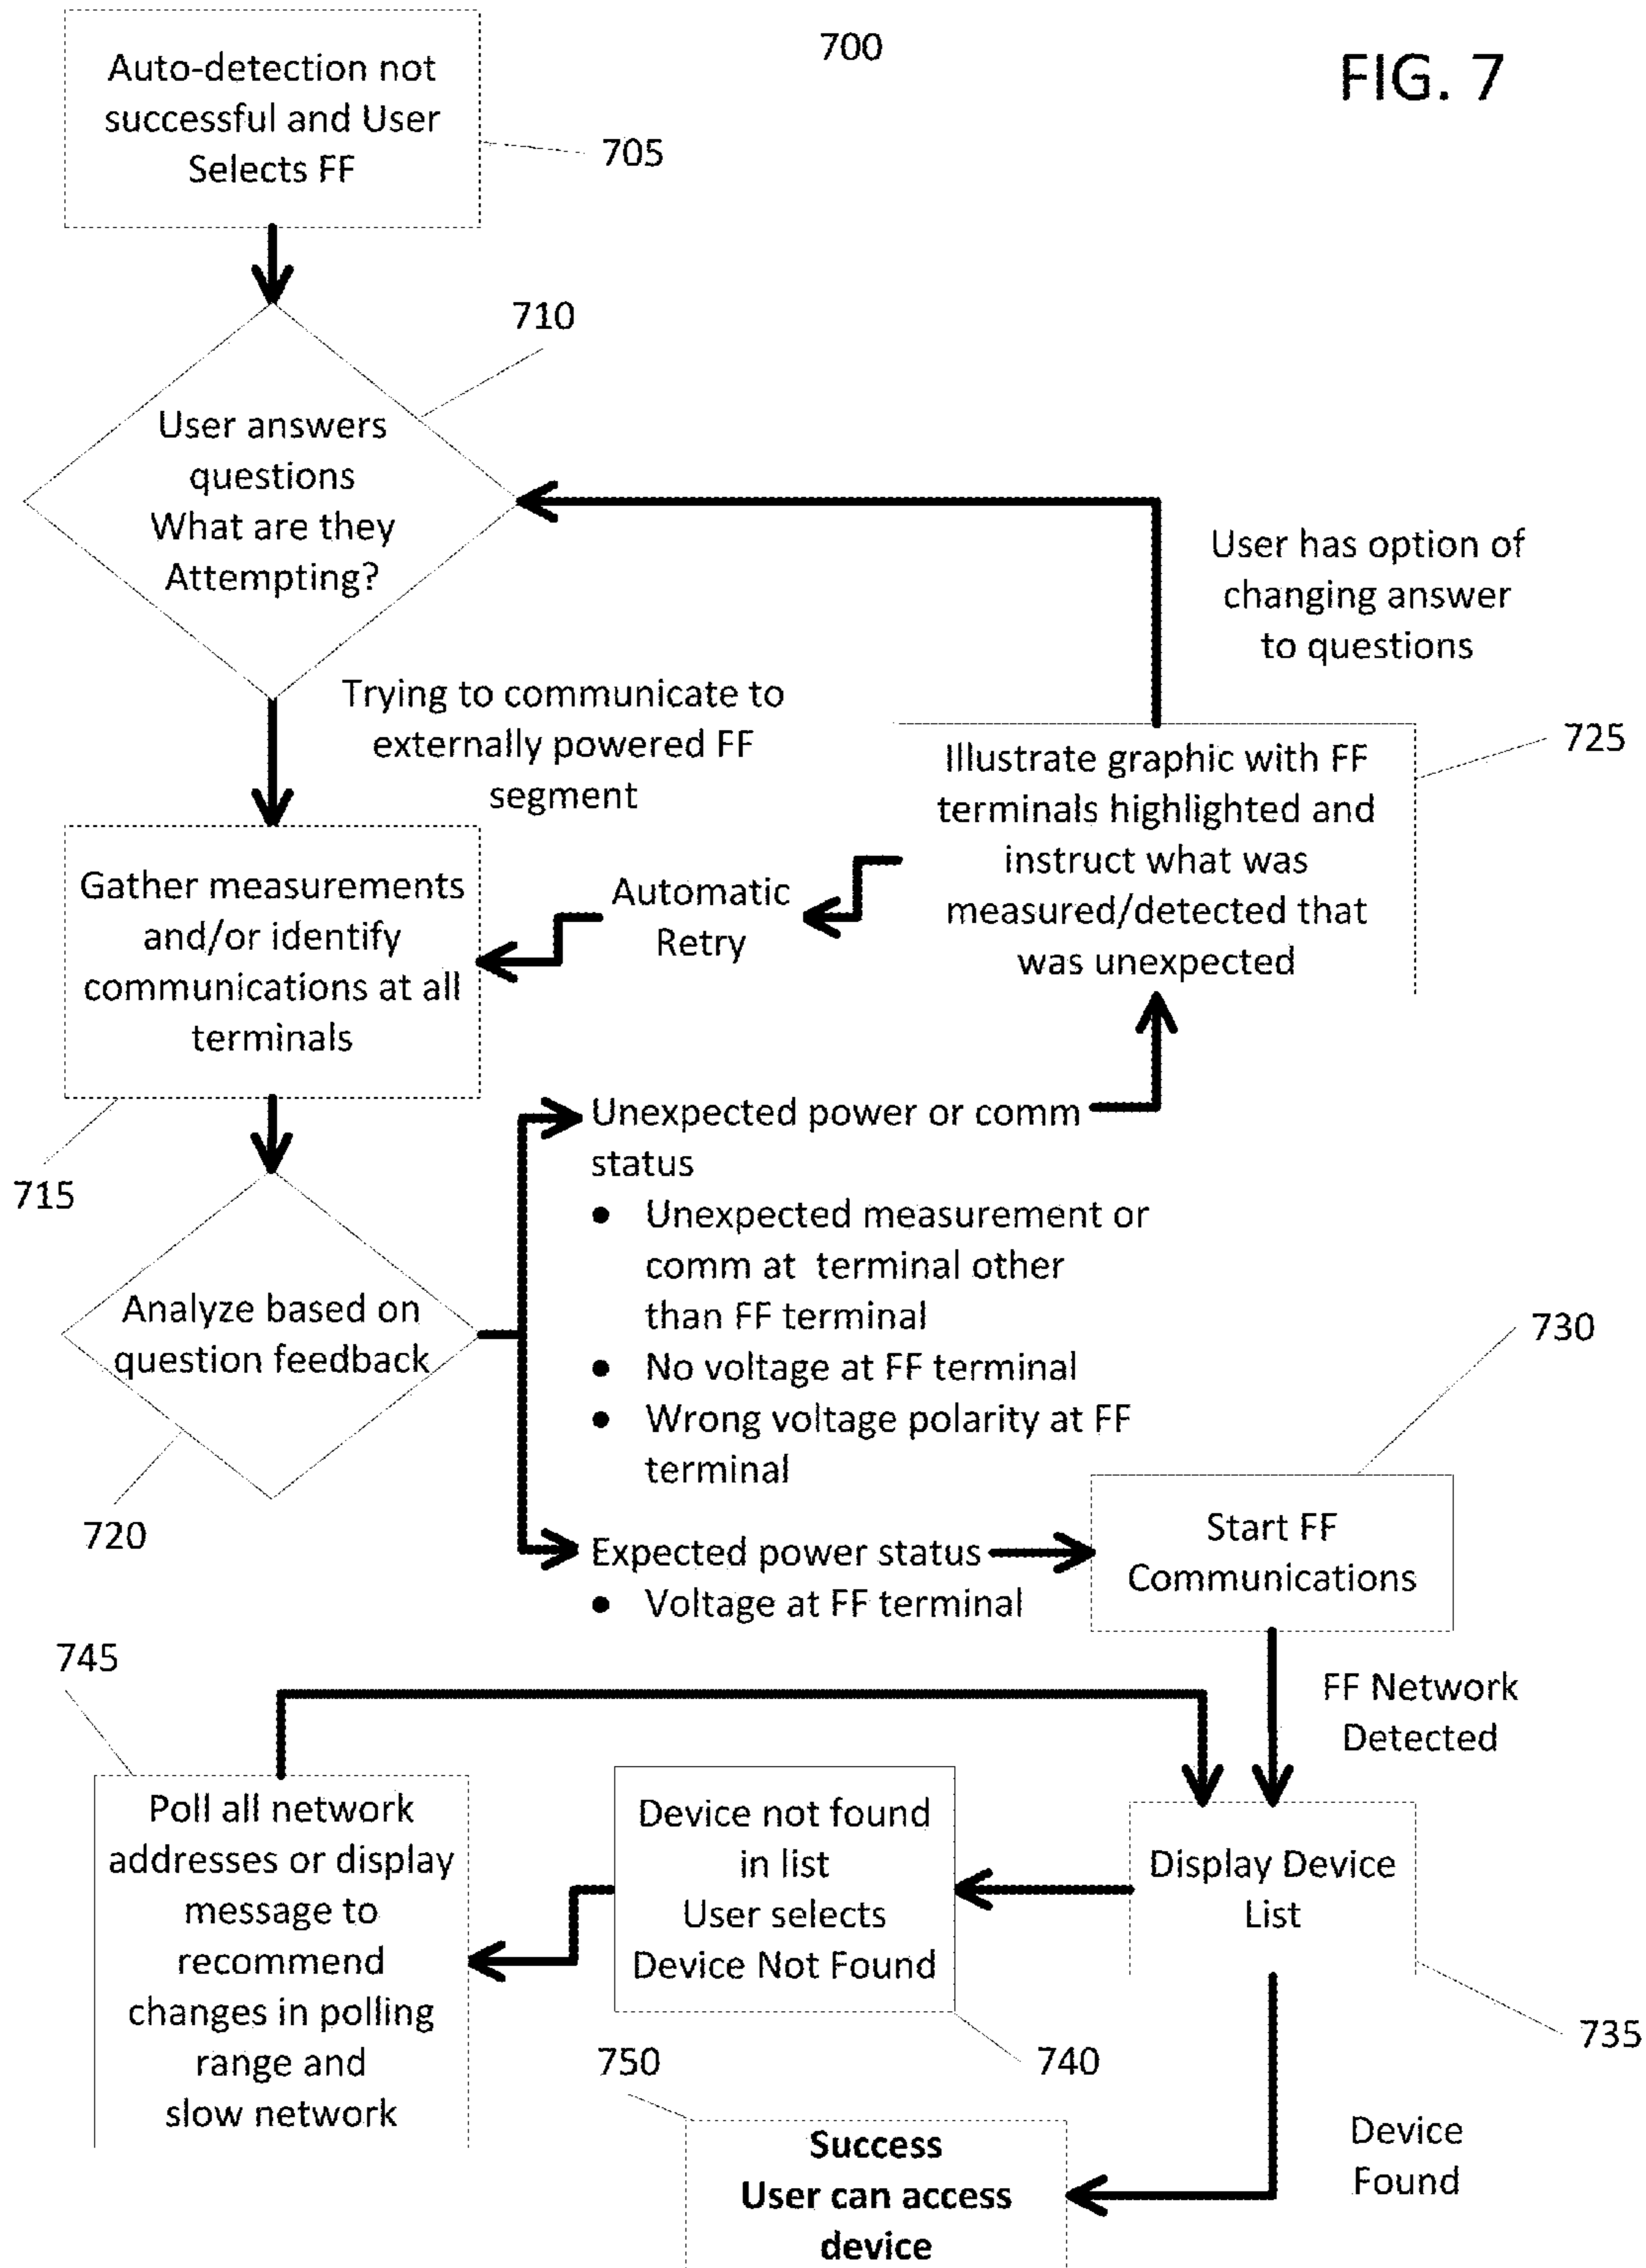 700
FIG. 7
Auto-detection not
successful and User
Selects FF
705
710
User answers
questions
What are they
Attempting?
User has option of
changing answer
to questions
Trying to communicate to
externally powered FF
segment
725
Illustrate graphic with FF
terminals highlighted and
instruct what was
measured/detected that
was unexpected
Automatic
Retry
Gather measurements
and/or identify
communications at all
terminals
715
Unexpected power or comm
status
• Unexpected measurement or
comm at terminal other
than FF terminal
• No voltage at FF terminal
• Wrong voltage polarity at FF
terminal
Analyze based on
question feedback
720
730
Expected power status
• Voltage at FF terminal
Start FF
Communications
745
FF Network
Detected
Poll all network
addresses or display
message to
recommend
changes in polling
range and
slow network
Device not found
in list
User selects
Device Not Found
Display Device
List
735
740
750
Device
Found
Success
User can access
device